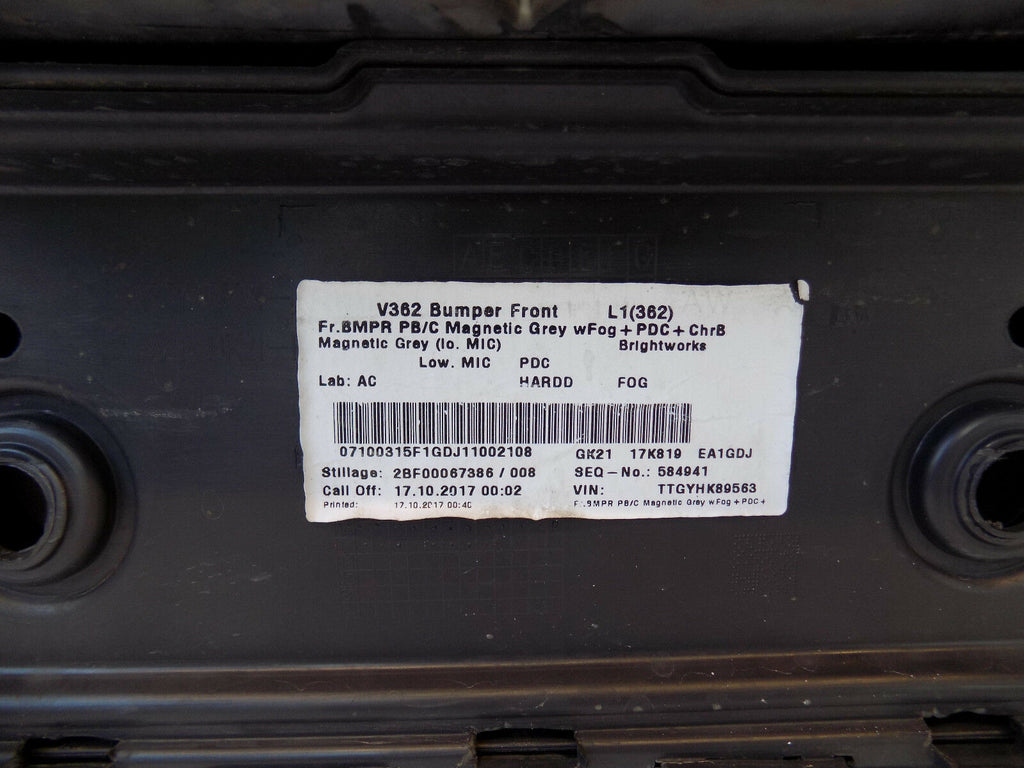 V362 Bumper Front L1(362)
Fr.BMPR PB/C Magnetic Grey wFog+PDC+ChrB
Magnetic Grey (lo. MIC) Brightworks
Low. MIC PDC
Lab: AC HARDD FOG
07100315F1GDJ11002108 GK21 17K819 EA1GDJ
Stillage: 2BF00067386 / 008 SEQ-No.: 584941
Call Off: 17.10.2017 00:02 VIN: TTGYHK89563
Printed: 17.10.2017 00:40 Fr.BMPR PB/C Magnetic Grey wFog+PDC+